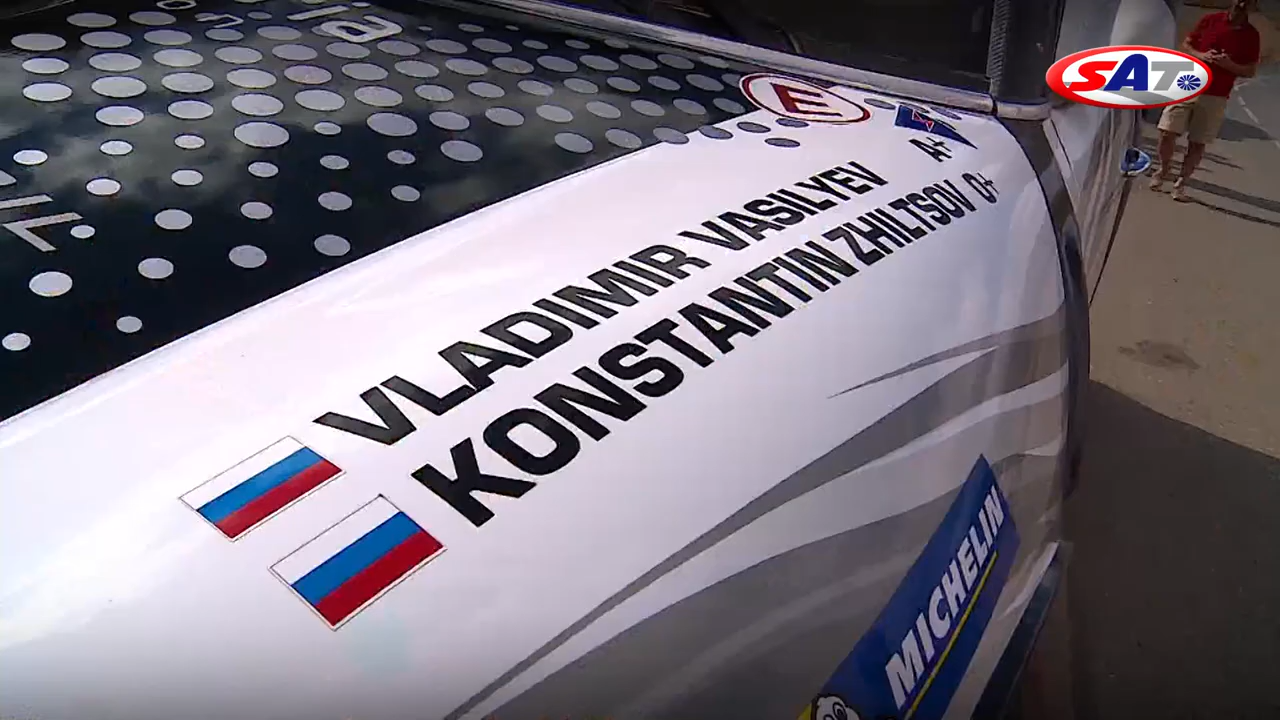 SAT
E
VLADIMIR VASILYEV A+
KONSTANTIN ZHILTSOV O+
MICHELIN